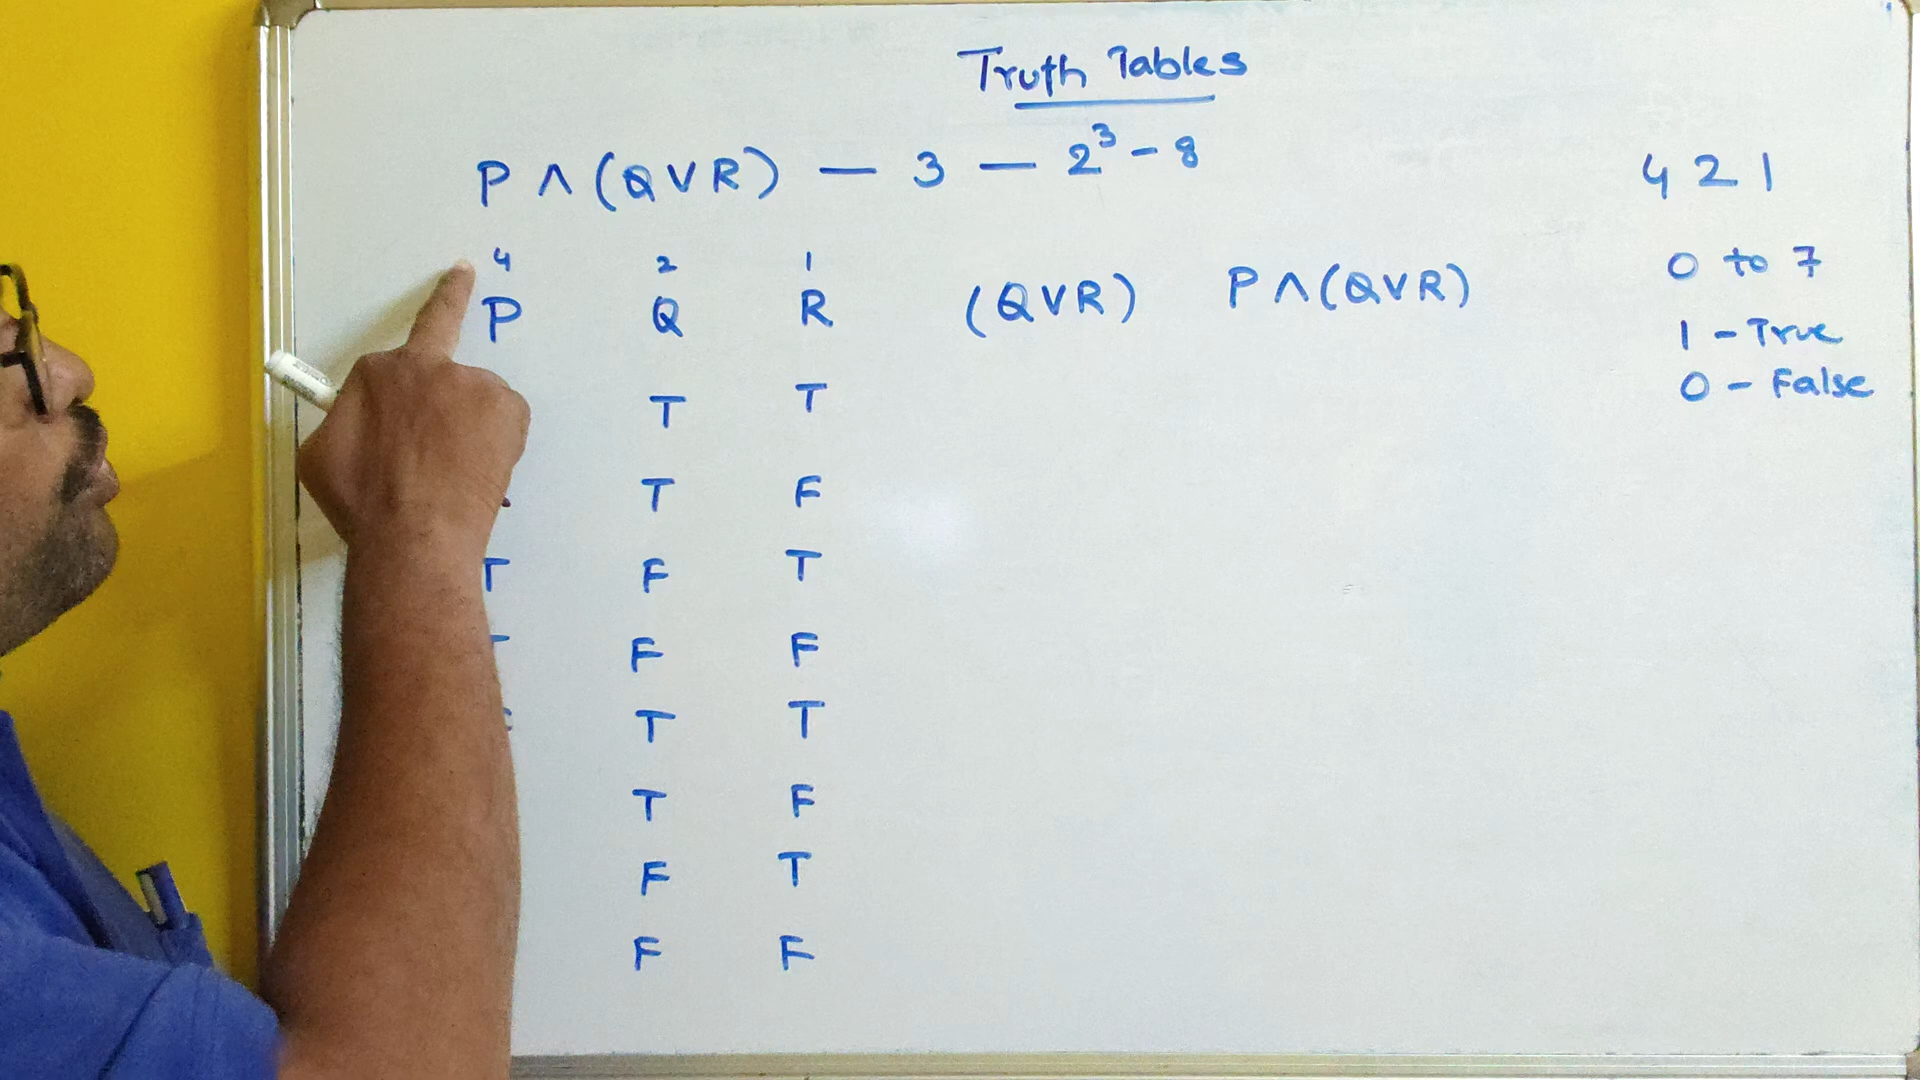 Truth Tables
P ∧ (Q ∨ R) — 3 — 2³ - 8
4 2 1
4 2 1
0 to 7
P Q R (Q∨R) P∧(Q∨R)
1 - True
0 - False
T T
T F
T F T
F F
T T
T F
F T
F F